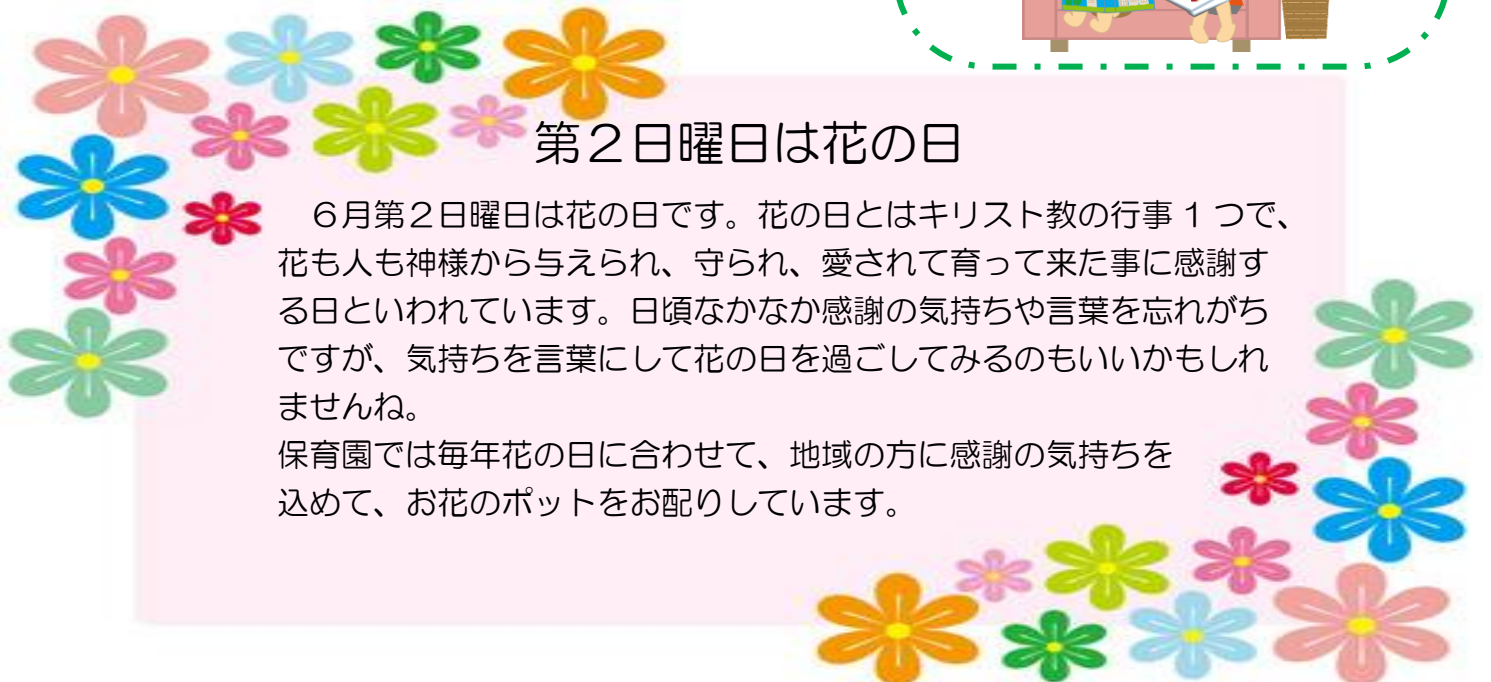 第２日曜日は花の日
　６月第２日曜日は花の日です。花の日とはキリスト教の行事 1 つで、
花も人も神様から与えられ、守られ、愛されて育って来た事に感謝す
る日といわれています。日頃なかなか感謝の気持ちや言葉を忘れがち
ですが、気持ちを言葉にして花の日を過ごしてみるのもいいかもしれ
ませんね。
保育園では毎年花の日に合わせて、地域の方に感謝の気持ちを
込めて、お花のポットをお配りしています。